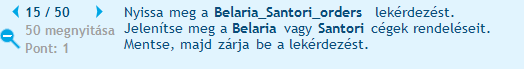 15 / 50
50 megnyitása
Pont: 1
Nyissa meg a Belaria_Santori_orders lekérdezést.
Jelenítse meg a Belaria vagy Santori cégek rendeléseit.
Mentse, majd zárja be a lekérdezést.